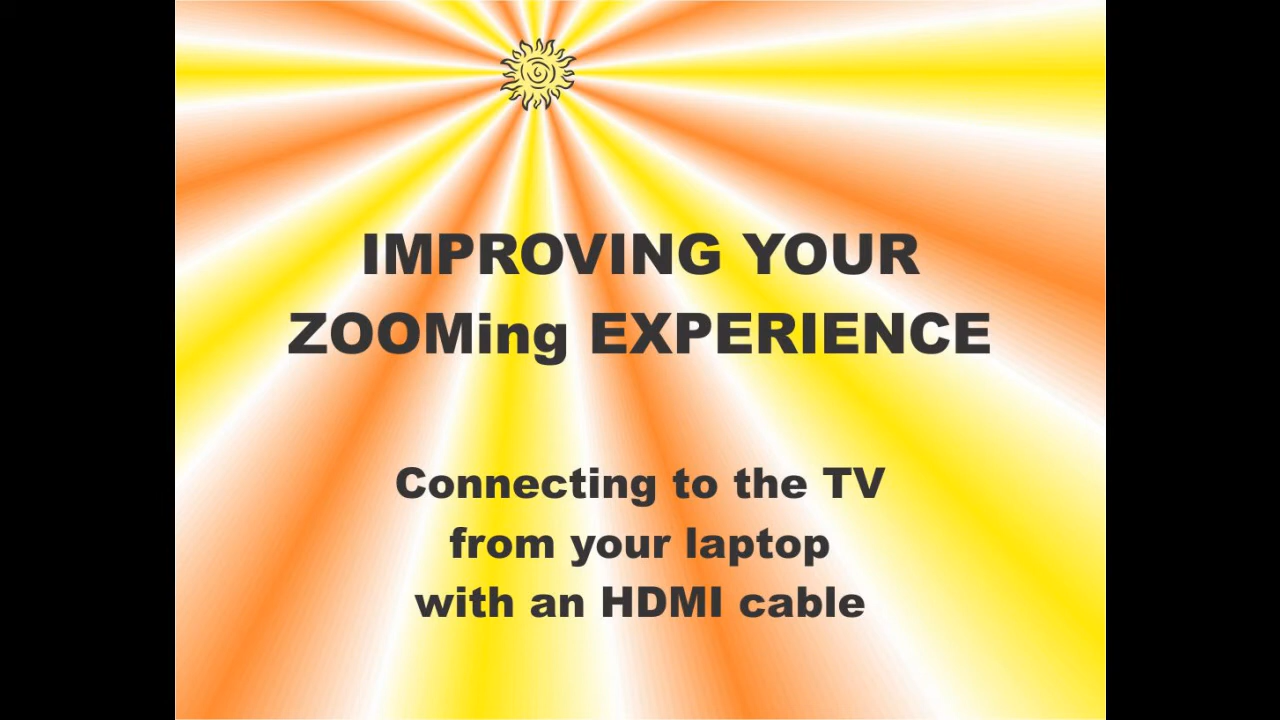 IMPROVING YOUR
ZOOMing EXPERIENCE
Connecting to the TV
from your laptop
with an HDMI cable